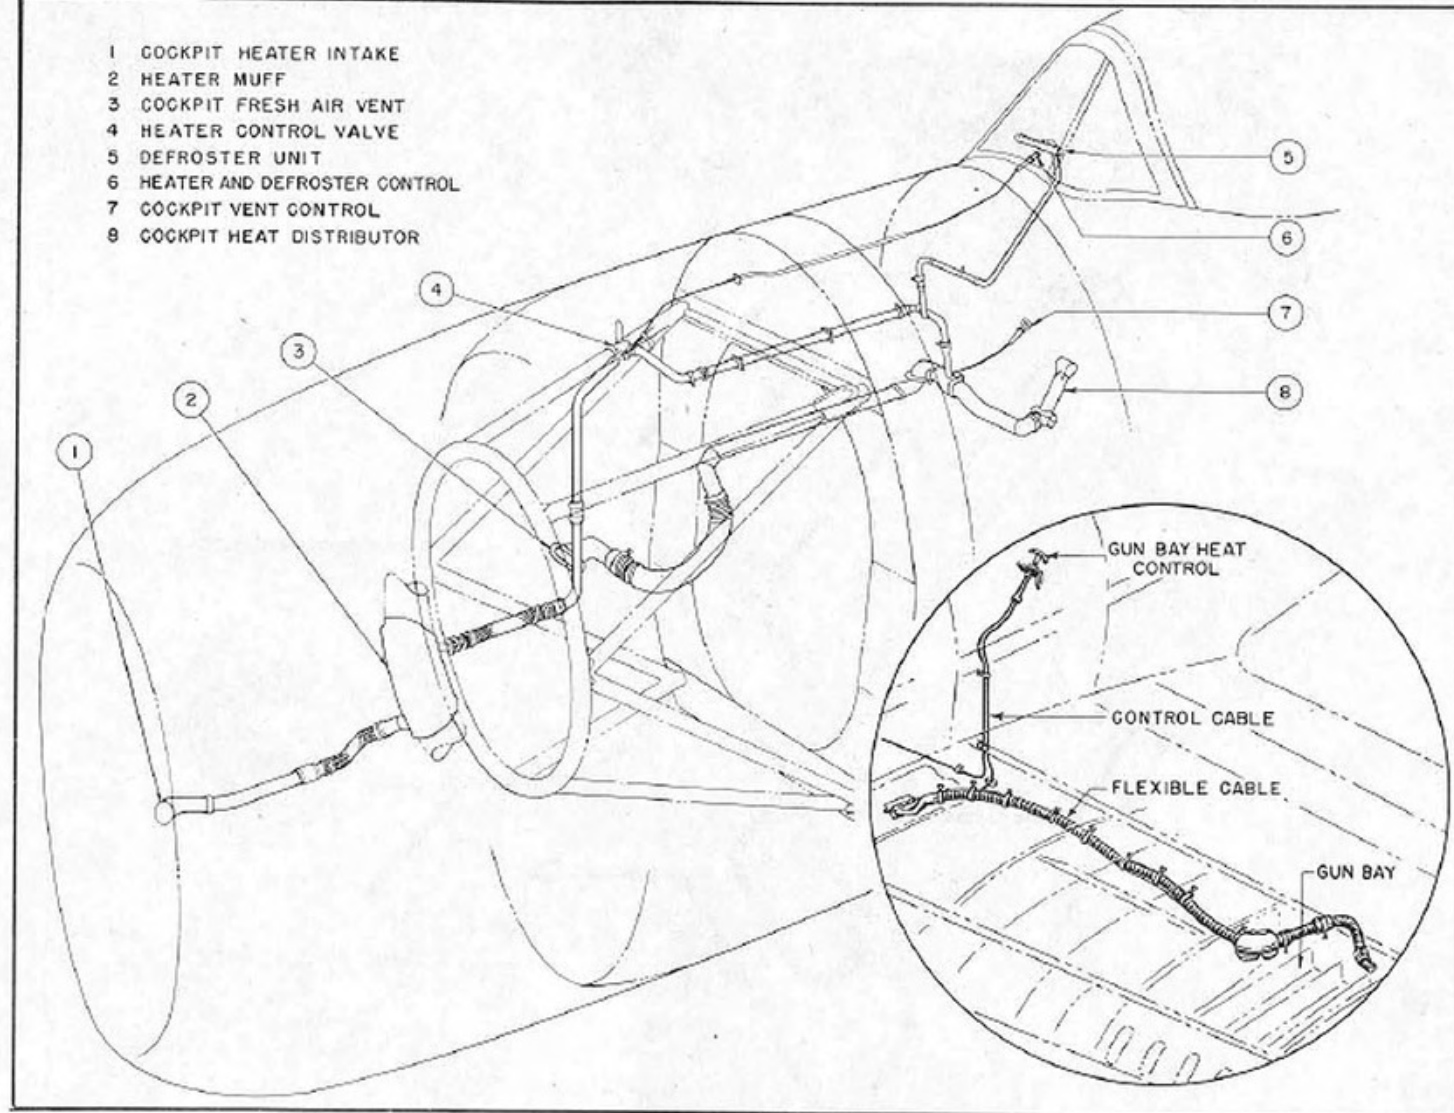 1 COCKPIT HEATER INTAKE
2 HEATER MUFF
3 COCKPIT FRESH AIR VENT
4 HEATER CONTROL VALVE
5 DEFROSTER UNIT
6 HEATER AND DEFROSTER CONTROL
7 COCKPIT VENT CONTROL
8 COCKPIT HEAT DISTRIBUTOR
5
6
4
7
3
8
2
1
GUN BAY HEAT
CONTROL
CONTROL CABLE
FLEXIBLE CABLE
GUN BAY